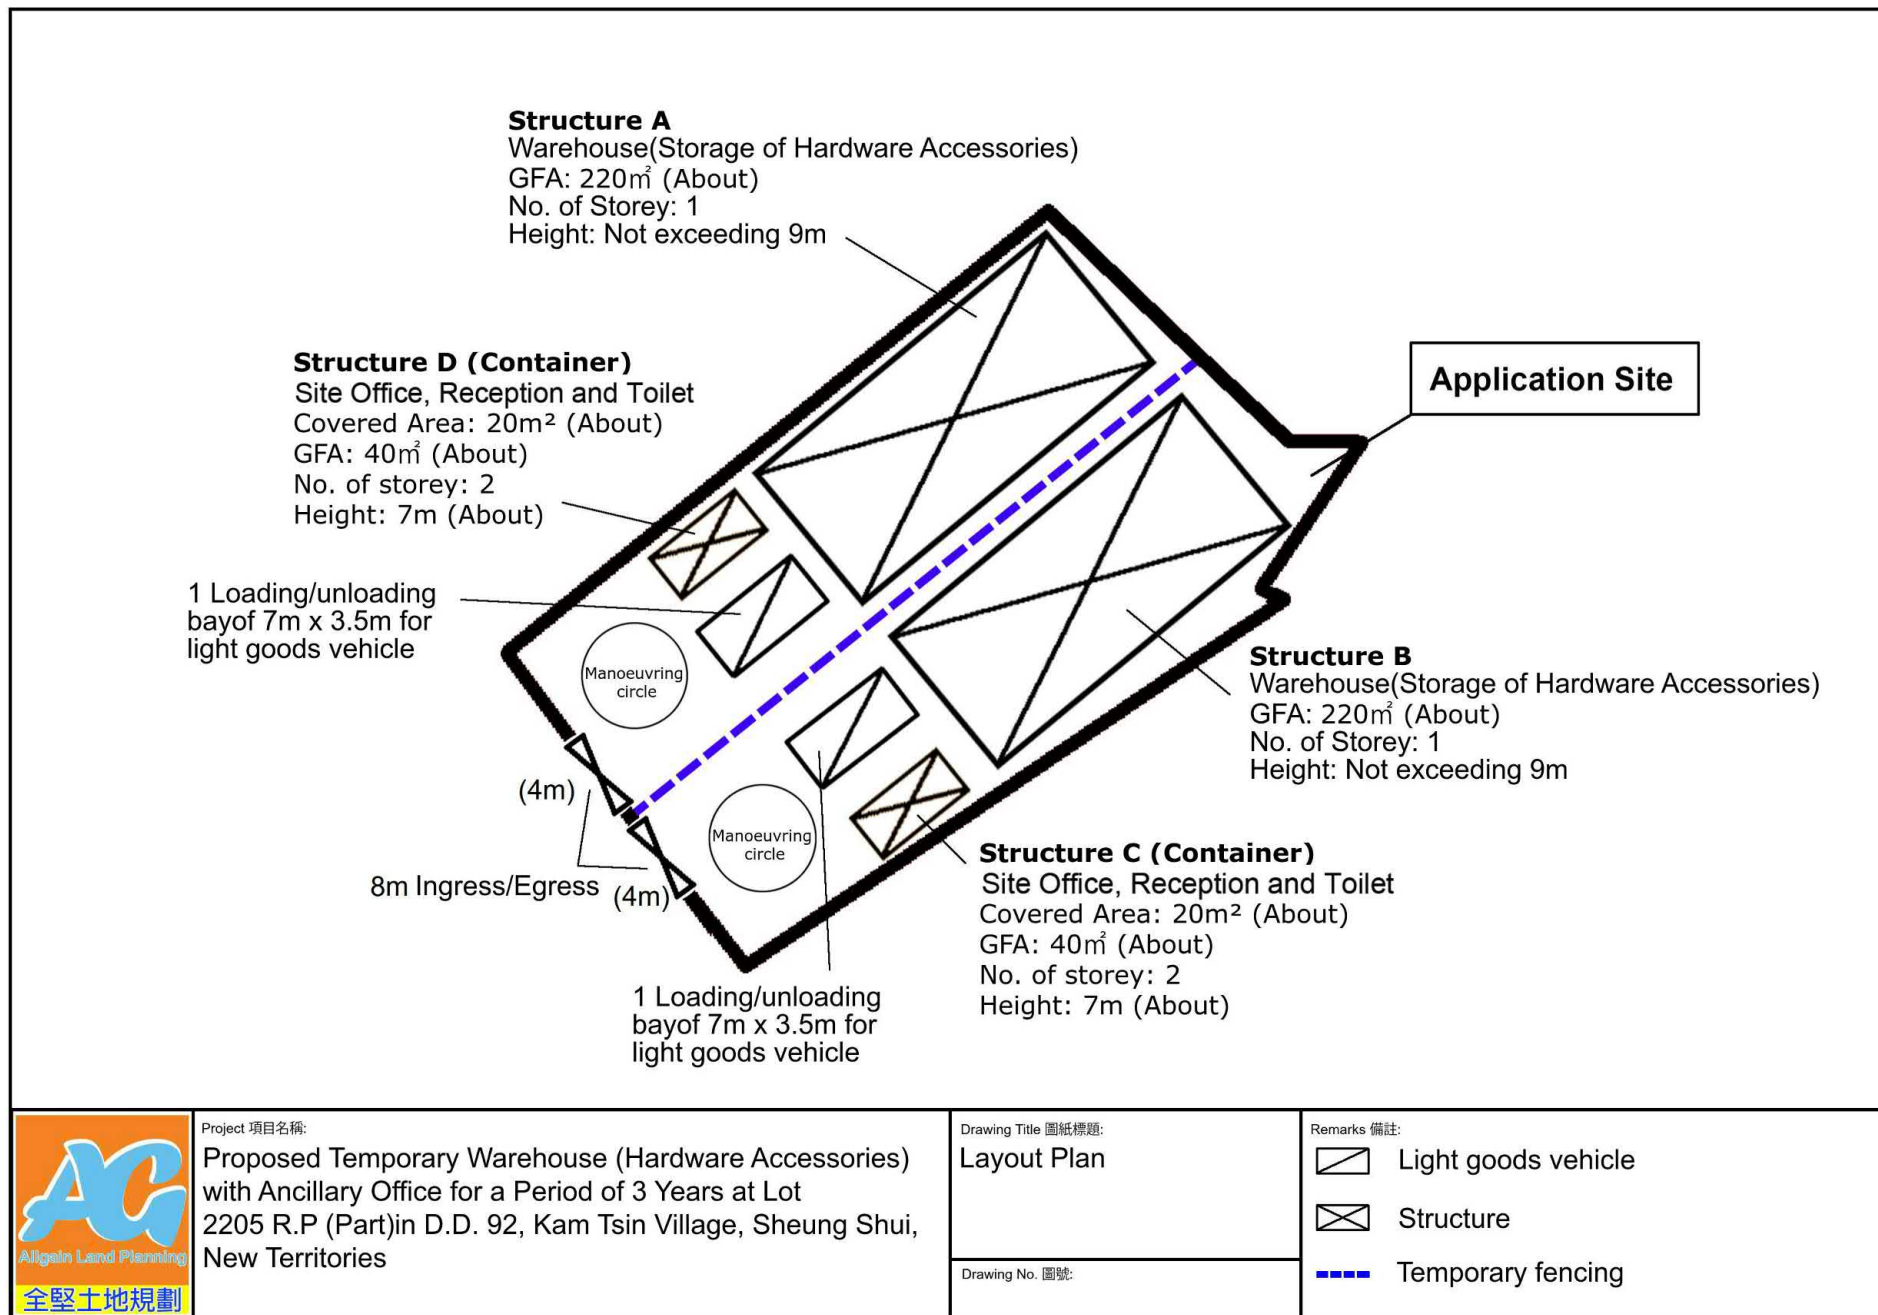 Structure A
Warehouse(Storage of Hardware Accessories)
GFA: 220㎡ (About)
No. of Storey: 1
Height: Not exceeding 9m
Structure D (Container)
Site Office, Reception and Toilet
Covered Area: 20m² (About)
GFA: 40㎡ (About)
No. of storey: 2
Height: 7m (About)
Application Site
1 Loading/unloading
bayof 7m x 3.5m for
light goods vehicle
Manoeuvring
circle
Structure B
Warehouse(Storage of Hardware Accessories)
GFA: 220㎡ (About)
No. of Storey: 1
Height: Not exceeding 9m
(4m)
Manoeuvring
circle
8m Ingress/Egress
(4m)
Structure C (Container)
Site Office, Reception and Toilet
Covered Area: 20m² (About)
GFA: 40㎡ (About)
No. of storey: 2
Height: 7m (About)
1 Loading/unloading
bayof 7m x 3.5m for
light goods vehicle
AG
Allgain Land Planning
全堅土地規劃
Project 項目名稱:
Proposed Temporary Warehouse (Hardware Accessories)
with Ancillary Office for a Period of 3 Years at Lot
2205 R.P (Part)in D.D. 92, Kam Tsin Village, Sheung Shui,
New Territories
Drawing Title 圖紙標題:
Layout Plan
Drawing No. 圖號:
Remarks 備註:
Light goods vehicle
Structure
Temporary fencing